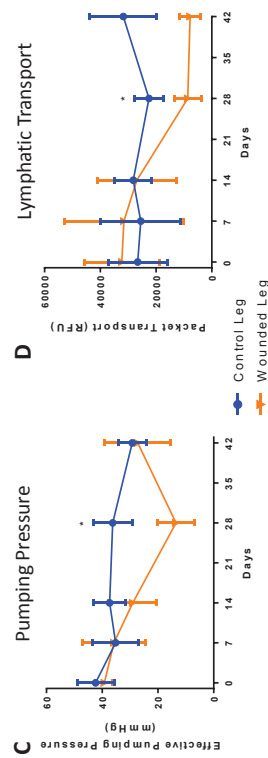 C
Pumping Pressure
Effective Pumping Pressure
(mmHg)
60
40
20
0
0
7
14
21
28
35
42
*
Days
D
Lymphatic Transport
Packet Transport (RFU)
60000
40000
20000
0
0
7
14
21
28
35
42
*
Days
Control Leg
Wounded Leg